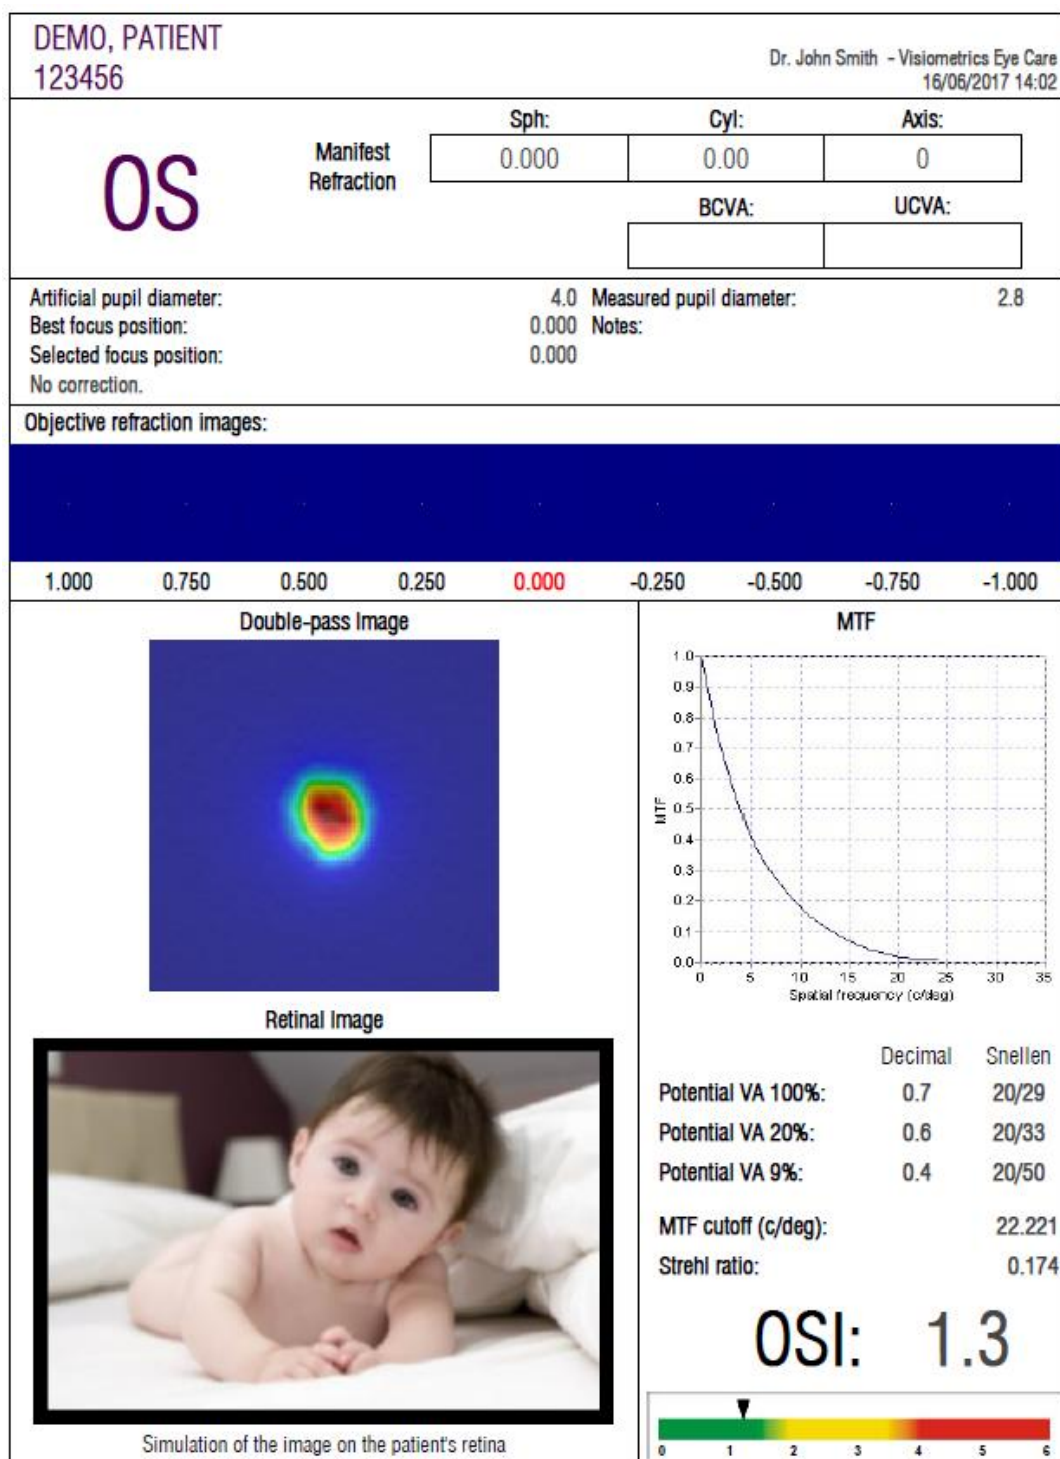 DEMO, PATIENT
123456
Dr. John Smith - Visiometrics Eye Care
16/06/2017 14:02
OS
Manifest Refraction
Sph: Cyl: Axis:
0.000 0.00 0
BCVA: UCVA:
Artificial pupil diameter: 4.0 Measured pupil diameter: 2.8
Best focus position: 0.000 Notes:
Selected focus position: 0.000
No correction.
Objective refraction images:
1.000 0.750 0.500 0.250 0.000 -0.250 -0.500 -0.750 -1.000
Double-pass Image
MTF
1.0
0.9
0.8
0.7
0.6
0.5
0.4
0.3
0.2
0.1
0.0
MTF
0 5 10 15 20 25 30 35
Spatial frequency (c/deg)
Retinal Image
Simulation of the image on the patient's retina
Decimal Snellen
Potential VA 100%: 0.7 20/29
Potential VA 20%: 0.6 20/33
Potential VA 9%: 0.4 20/50
MTF cutoff (c/deg): 22.221
Strehl ratio: 0.174
OSI: 1.3
0 1 2 3 4 5 6